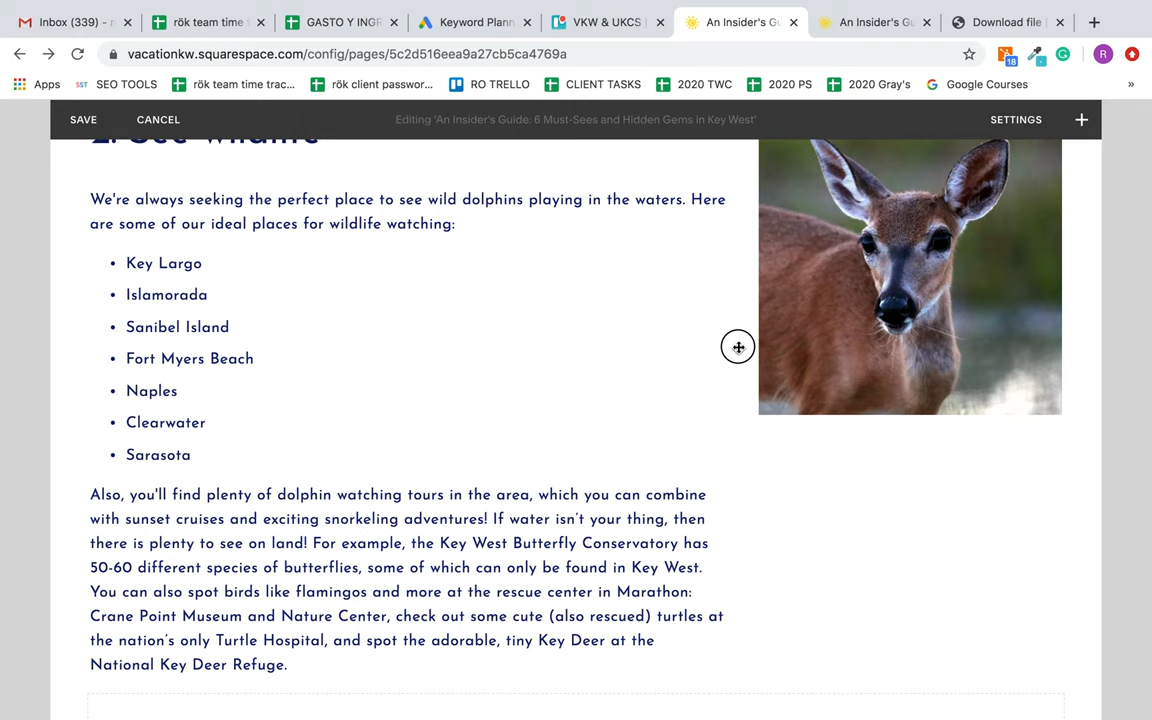 Inbox (339) -
rök team time
GASTO Y INGR
Keyword Plann
VKW & UKCS
An Insider's Gu
An Insider's Gu
Download file
vacationkw.squarespace.com/config/pages/5c2d516eea9a27cb5ca4769a
18
R
Apps
SST SEO TOOLS
rök team time trac...
rök client passwor...
RO TRELLO
CLIENT TASKS
2020 TWC
2020 PS
2020 Gray's
Google Courses
»
SAVE
CANCEL
Editing 'An Insider's Guide: 6 Must-Sees and Hidden Gems in Key West'
SETTINGS
2. See Wildlife
We're always seeking the perfect place to see wild dolphins playing in the waters. Here
are some of our ideal places for wildlife watching:
• Key Largo
• Islamorada
• Sanibel Island
• Fort Myers Beach
• Naples
• Clearwater
• Sarasota
Also, you'll find plenty of dolphin watching tours in the area, which you can combine
with sunset cruises and exciting snorkeling adventures! If water isn't your thing, then
there is plenty to see on land! For example, the Key West Butterfly Conservatory has
50-60 different species of butterflies, some of which can only be found in Key West.
You can also spot birds like flamingos and more at the rescue center in Marathon:
Crane Point Museum and Nature Center, check out some cute (also rescued) turtles at
the nation's only Turtle Hospital, and spot the adorable, tiny Key Deer at the
National Key Deer Refuge.